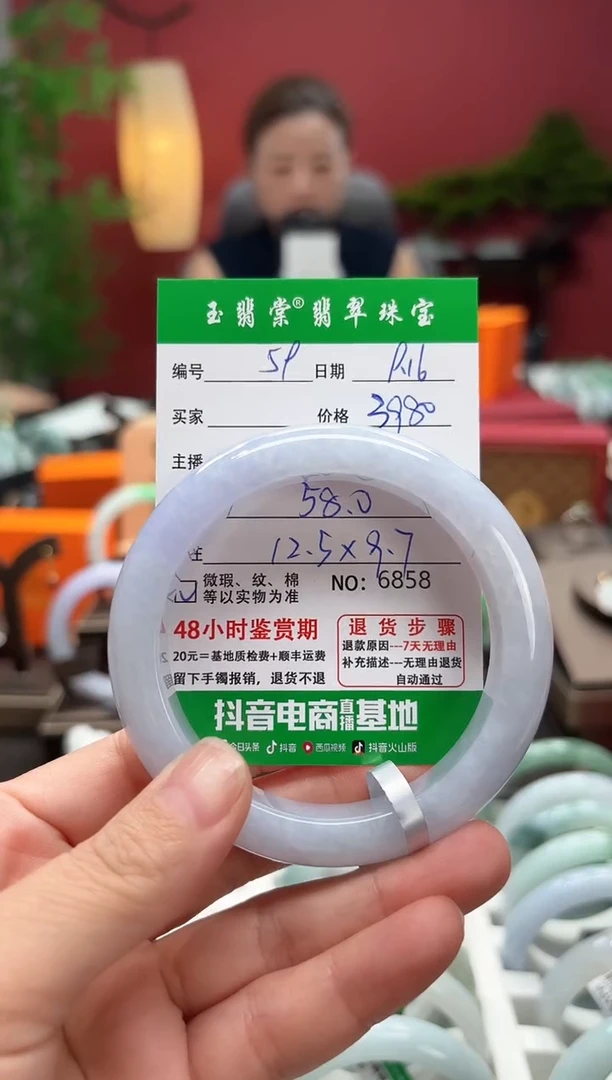 玉翡棠®翡翠珠宝
编号 59 日期 8.16
买家 价格 3980
主播
58.0
注 12.5×9.7
微瑕、纹、棉
等以实物为准
NO: 6858
48小时鉴赏期
20元=基地质检费+顺丰运费
留下手镯报销，退货不退
退货步骤
退款原因---7天无理由
补充描述---无理由退货
自动通过
抖音电商直播基地
今日头条 抖音 西瓜视频 抖音火山版